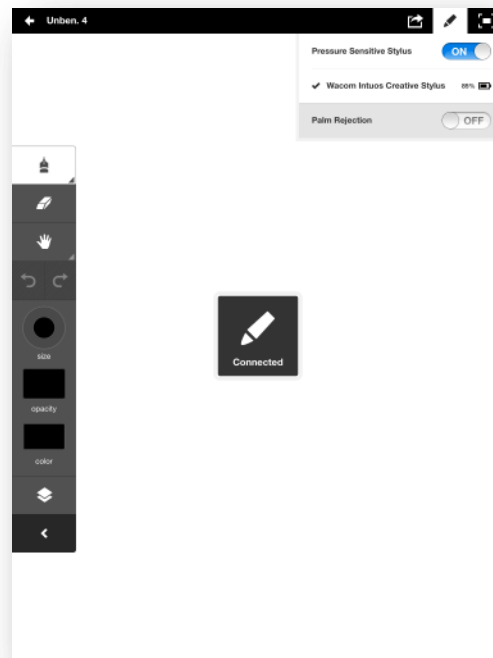 Unben. 4
Pressure Sensitive Stylus ON
Wacom Intuos Creative Stylus 88%
Palm Rejection OFF
Connected
size
opacity
color